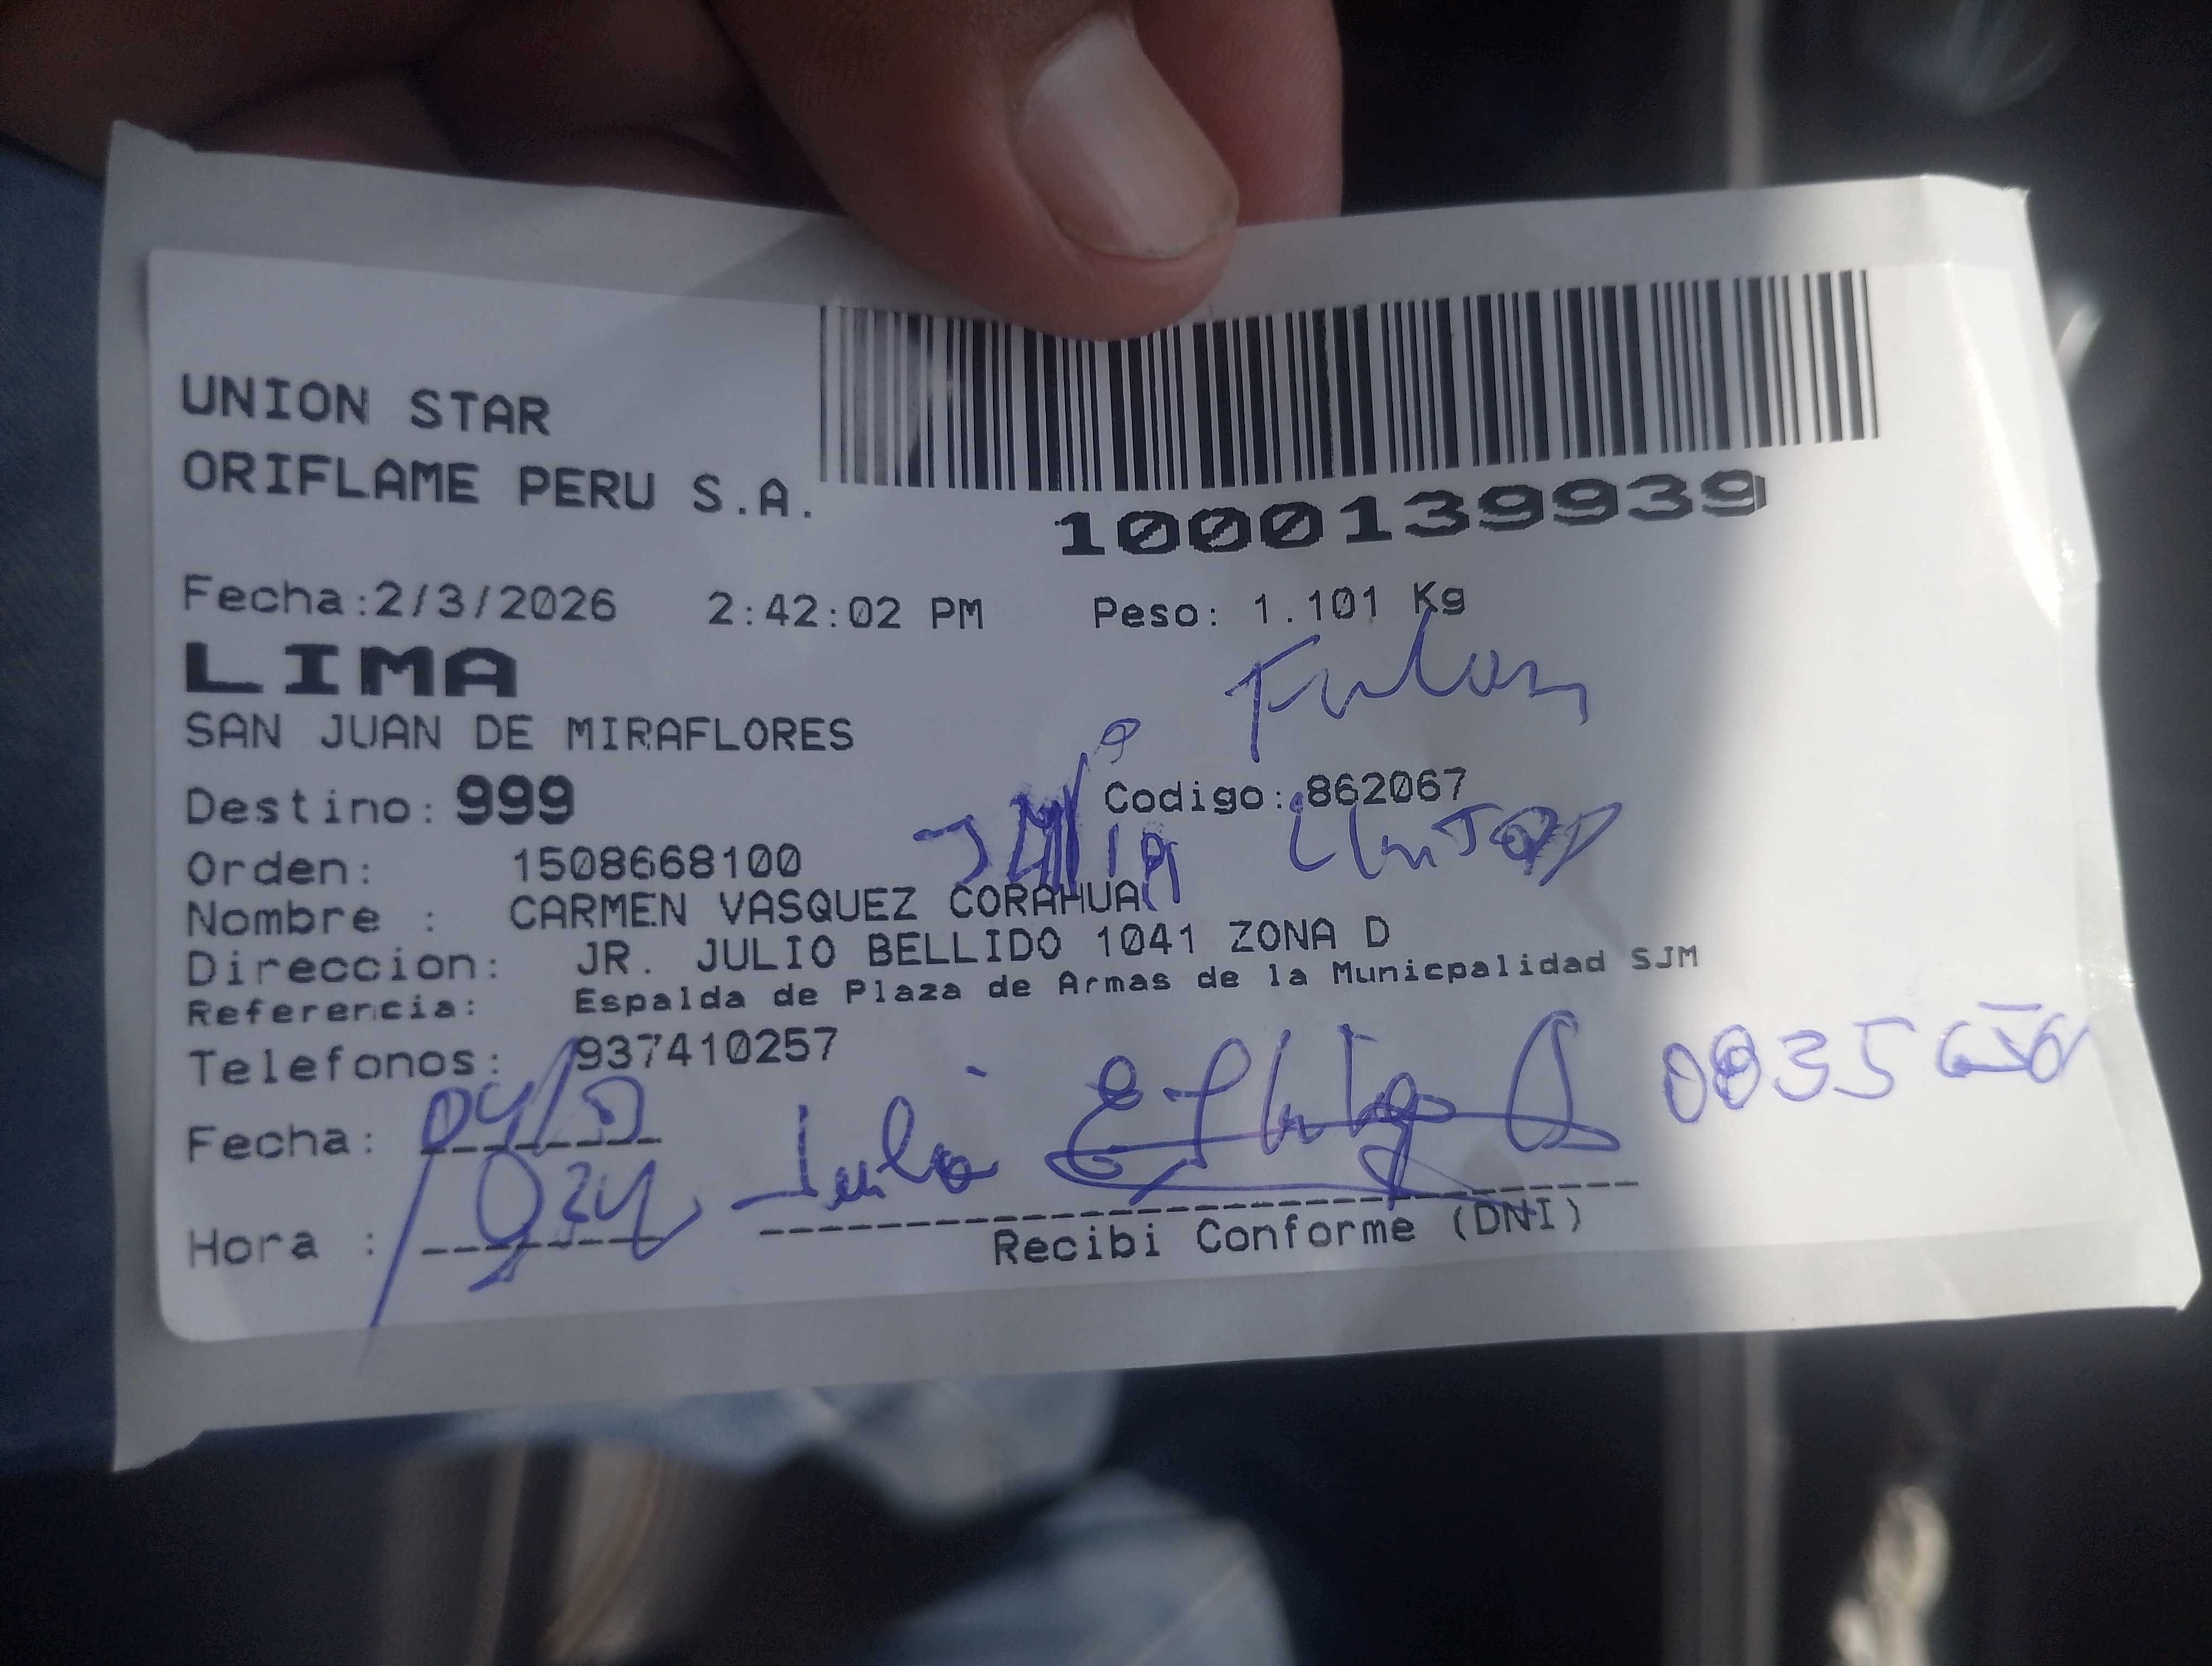 UNION STAR
ORIFLAME PERU S.A.
1000139939
Fecha:2/3/2026 2:42:02 PM Peso: 1.101 Kg
LIMA
SAN JUAN DE MIRAFLORES
Destino: 999 Codigo: 862067
Orden: 1508668100
Nombre : CARMEN VASQUEZ CORAHUA
Direccion: JR. JULIO BELLIDO 1041 ZONA D
Referencia: Espalda de Plaza de Armas de la Municpalidad SJM
Telefonos: 937410257
Fecha:
Julio
Hora :
Recibi Conforme (DNI)